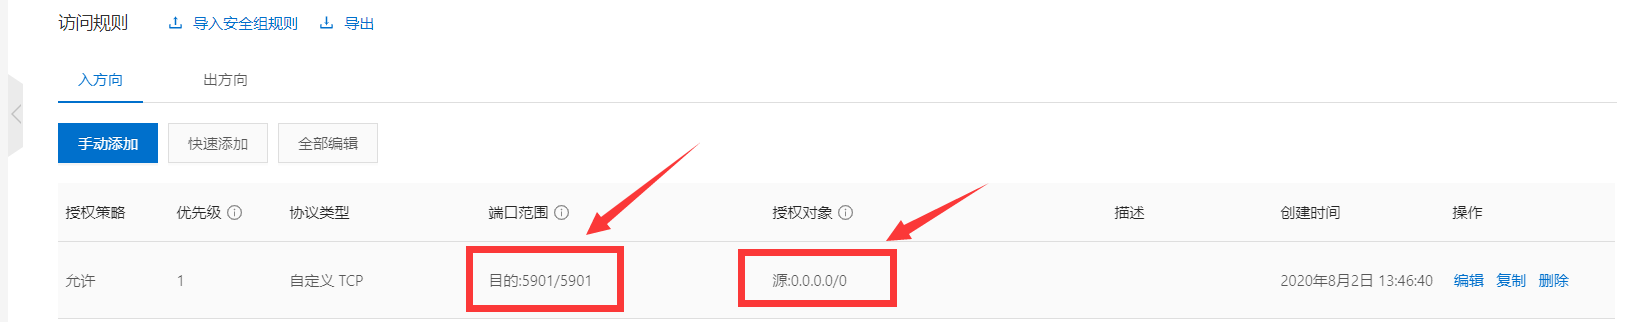 访问规则 导入安全组规则 导出
入方向 出方向
手动添加 快速添加 全部编辑
授权策略 优先级 协议类型 端口范围 授权对象 描述 创建时间 操作
允许 1 自定义 TCP 目的:5901/5901 源:0.0.0.0/0 2020年8月2日 13:46:40 编辑 复制 删除